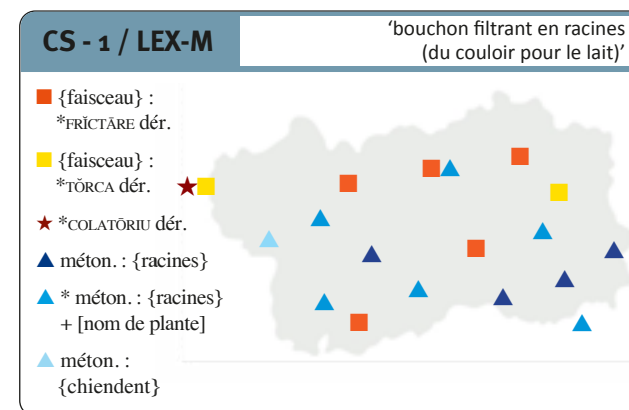 CS - 1 / LEX-M
‘bouchon filtrant en racines
(du couloir pour le lait)’
{faisceau} :
*FRĬCTĀRE dér.
{faisceau} :
*TŎRCA dér.
*COLATŌRIU dér.
méton. : {racines}
* méton. : {racines}
+ [nom de plante]
méton. :
{chiendent}